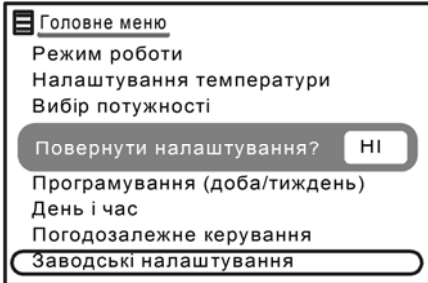 Головне меню
Режим роботи
Налаштування температури
Вибір потужності
Повернути налаштування? НІ
Програмування (доба/тиждень)
День і час
Погодозалежне керування
Заводські налаштування